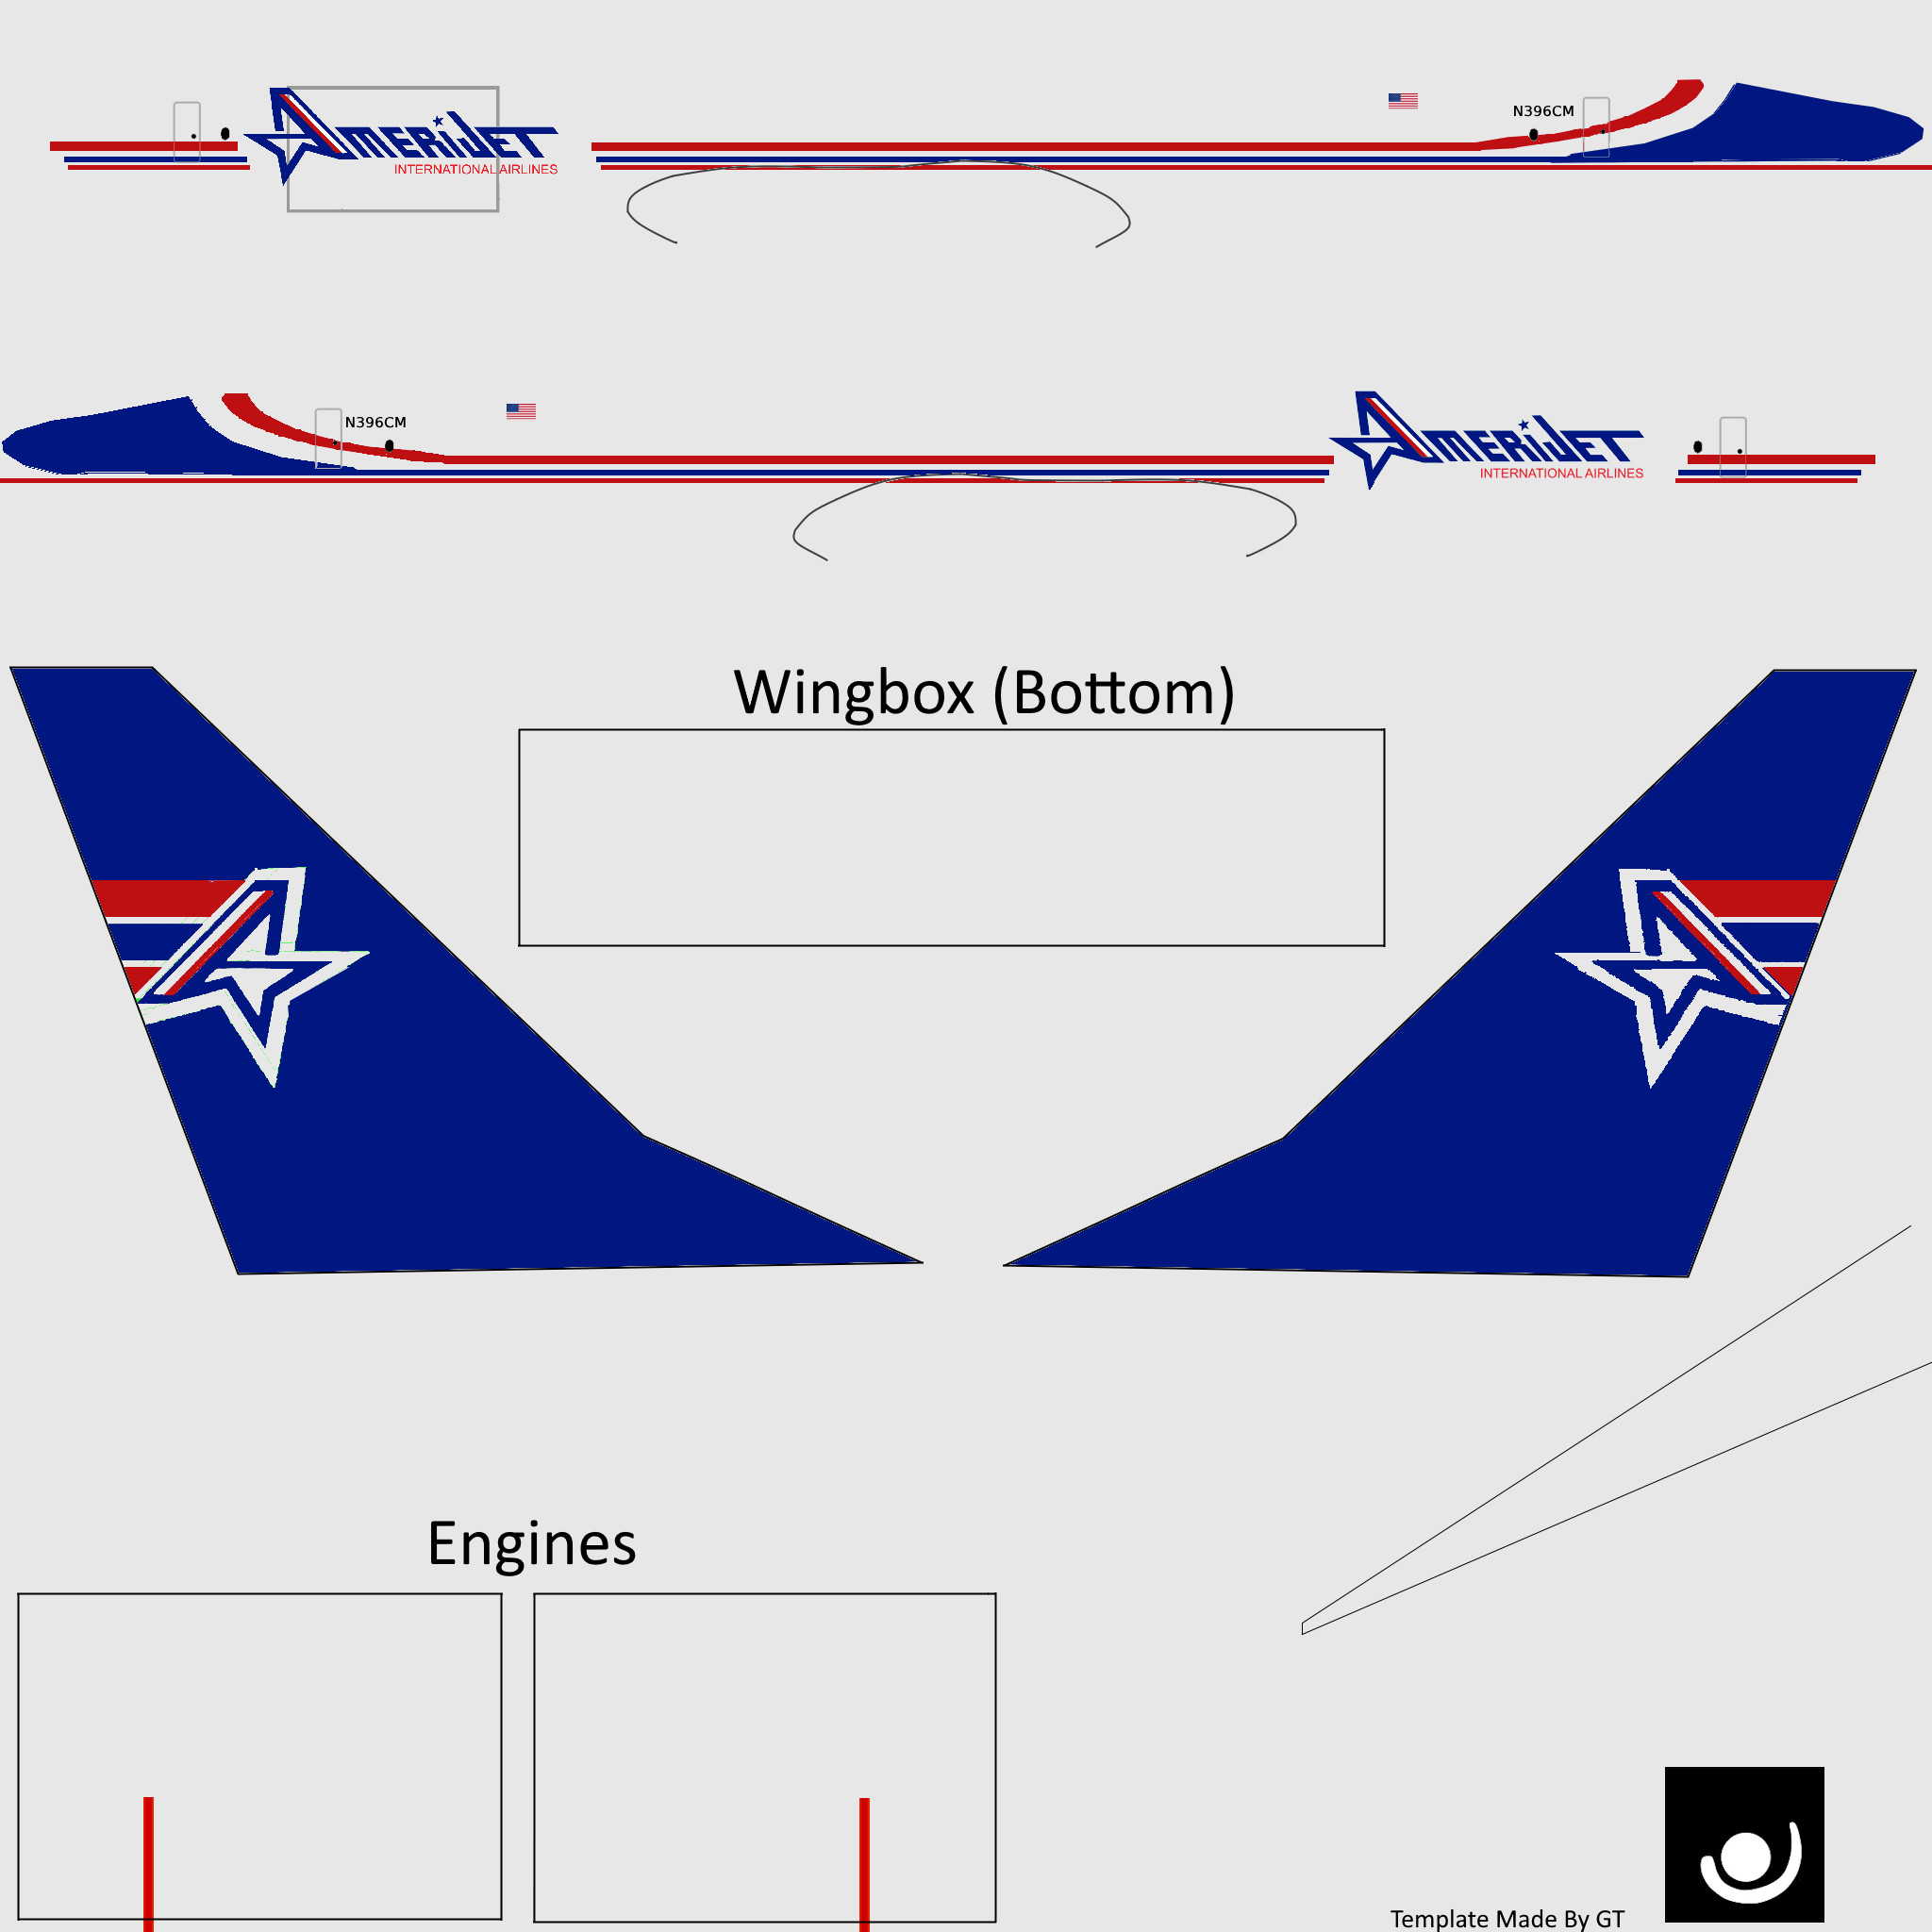 N396CM
AMERIJET
INTERNATIONAL AIRLINES
N396CM
AMERIJET
INTERNATIONAL AIRLINES
Wingbox (Bottom)
Engines
Template Made By GT